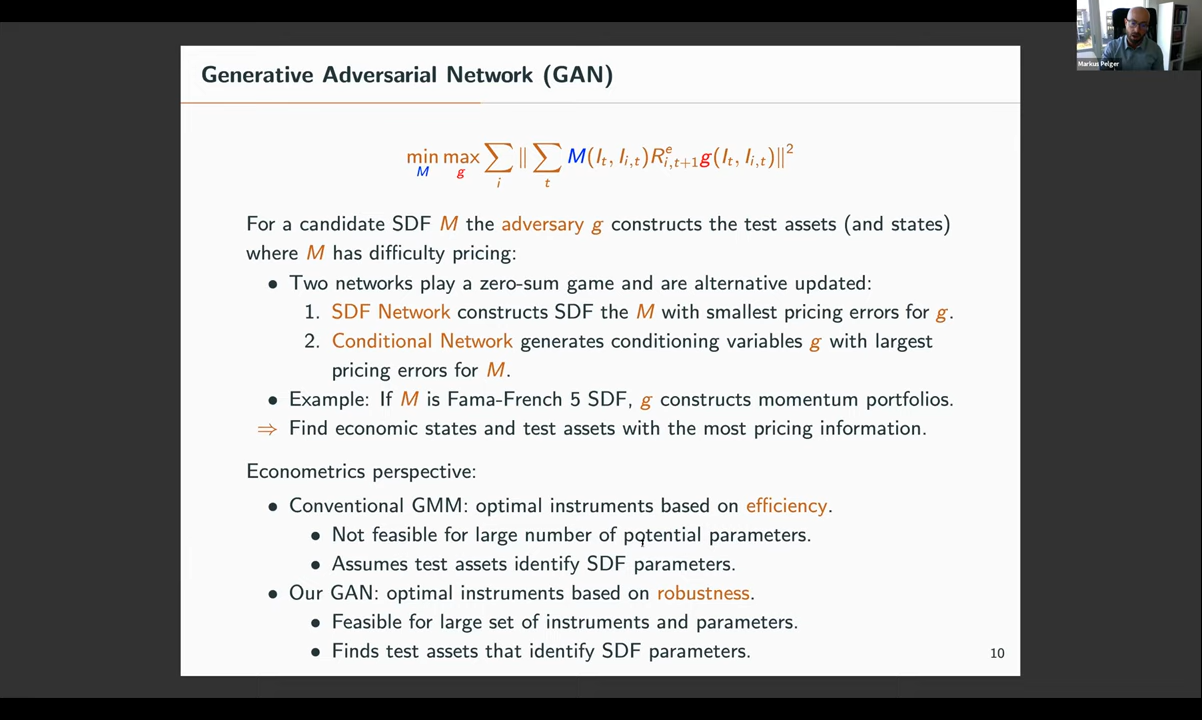 Markus Pelger
Generative Adversarial Network (GAN)
min_M max_g ∑_i ‖ ∑_t M(I_t, I_{i,t})R^e_{i,t+1}g(I_t, I_{i,t})‖²
For a candidate SDF M the adversary g constructs the test assets (and states)
where M has difficulty pricing:
• Two networks play a zero-sum game and are alternative updated:
1. SDF Network constructs SDF the M with smallest pricing errors for g.
2. Conditional Network generates conditioning variables g with largest
pricing errors for M.
• Example: If M is Fama-French 5 SDF, g constructs momentum portfolios.
⇒ Find economic states and test assets with the most pricing information.
Econometrics perspective:
• Conventional GMM: optimal instruments based on efficiency.
• Not feasible for large number of potential parameters.
• Assumes test assets identify SDF parameters.
• Our GAN: optimal instruments based on robustness.
• Feasible for large set of instruments and parameters.
• Finds test assets that identify SDF parameters.
10